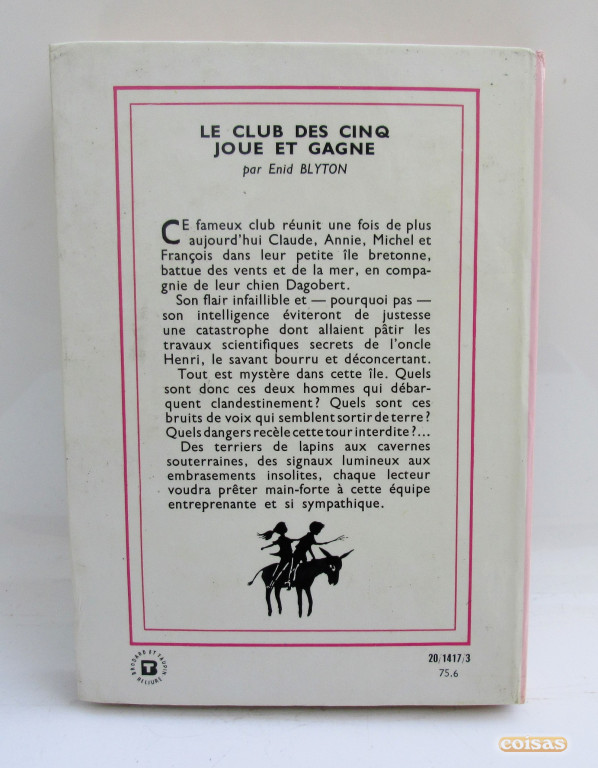 LE CLUB DES CINQ
JOUE ET GAGNE
par Enid BLYTON
CE fameux club réunit une fois de plus
aujourd'hui Claude, Annie, Michel et
François dans leur petite île bretonne,
battue des vents et de la mer, en compa-
gnie de leur chien Dagobert.
Son flair infaillible et — pourquoi pas —
son intelligence éviteront de justesse
une catastrophe dont allaient pâtir les
travaux scientifiques secrets de l'oncle
Henri, le savant bourru et déconcertant.
Tout est mystère dans cette île. Quels
sont donc ces deux hommes qui débar-
quent clandestinement? Quels sont ces
bruits de voix qui semblent sortir de terre?
Quels dangers recèle cette tour interdite?...
Des terriers de lapins aux cavernes
souterraines, des signaux lumineux aux
embrasements insolites, chaque lecteur
voudra prêter main-forte à cette équipe
entreprenante et si sympathique.
BRODARD ET TAUPIN
RELIURE
20/1417/3
75.6
coisas